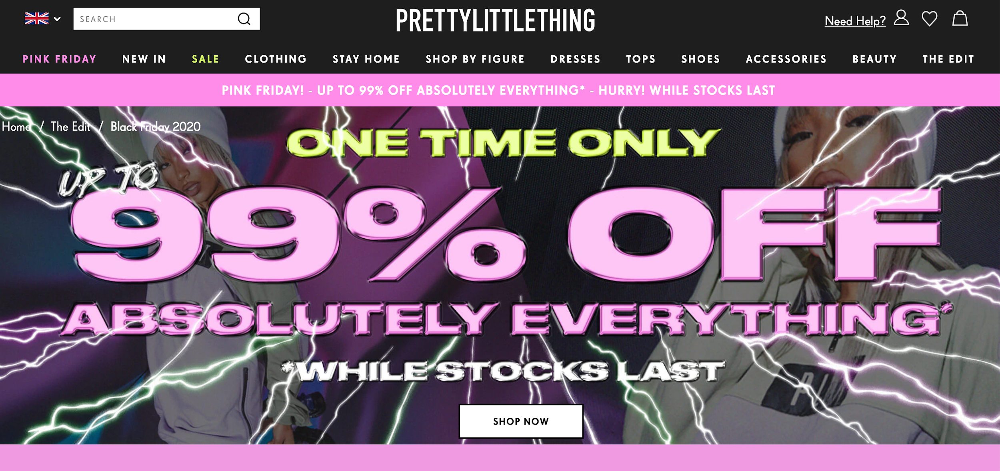 SEARCH
PRETTYLITTLETHING
Need Help?
PINK FRIDAY NEW IN SALE CLOTHING STAY HOME SHOP BY FIGURE DRESSES TOPS SHOES ACCESSORIES BEAUTY THE EDIT
PINK FRIDAY! - UP TO 99% OFF ABSOLUTELY EVERYTHING* - HURRY! WHILE STOCKS LAST
Home / The Edit / Black Friday 2020
ONE TIME ONLY
UP TO
99% OFF
ABSOLUTELY EVERYTHING*
*WHILE STOCKS LAST
SHOP NOW